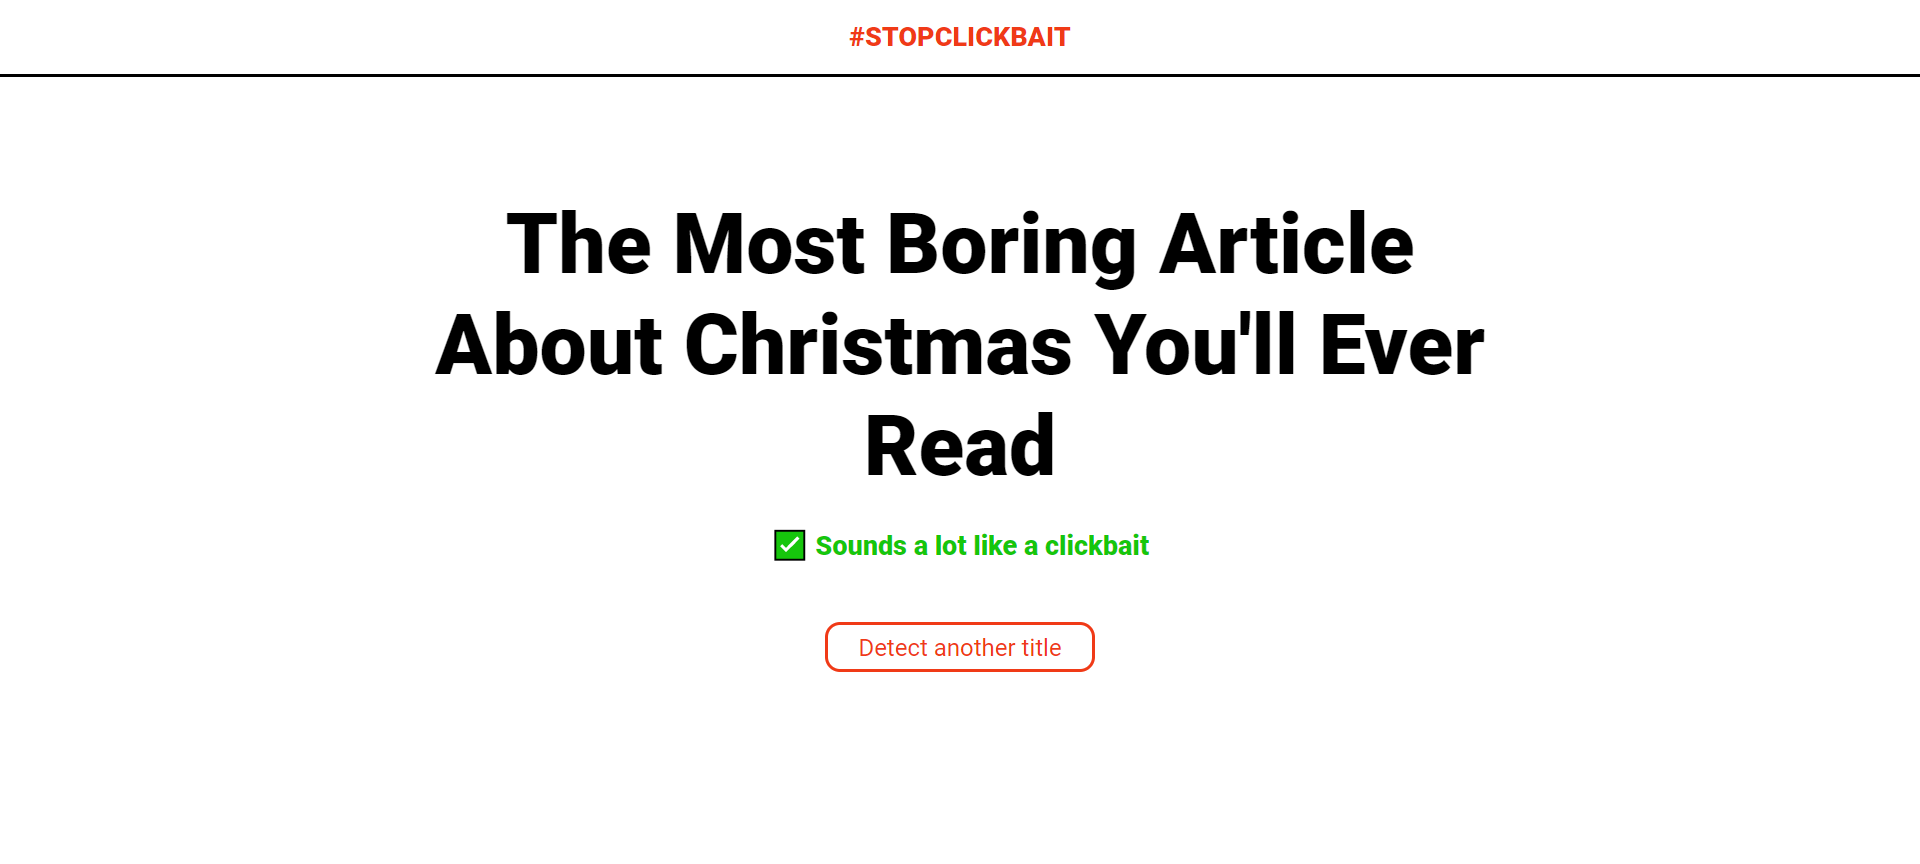 #STOPCLICKBAIT
The Most Boring Article
About Christmas You'll Ever
Read
Sounds a lot like a clickbait
Detect another title